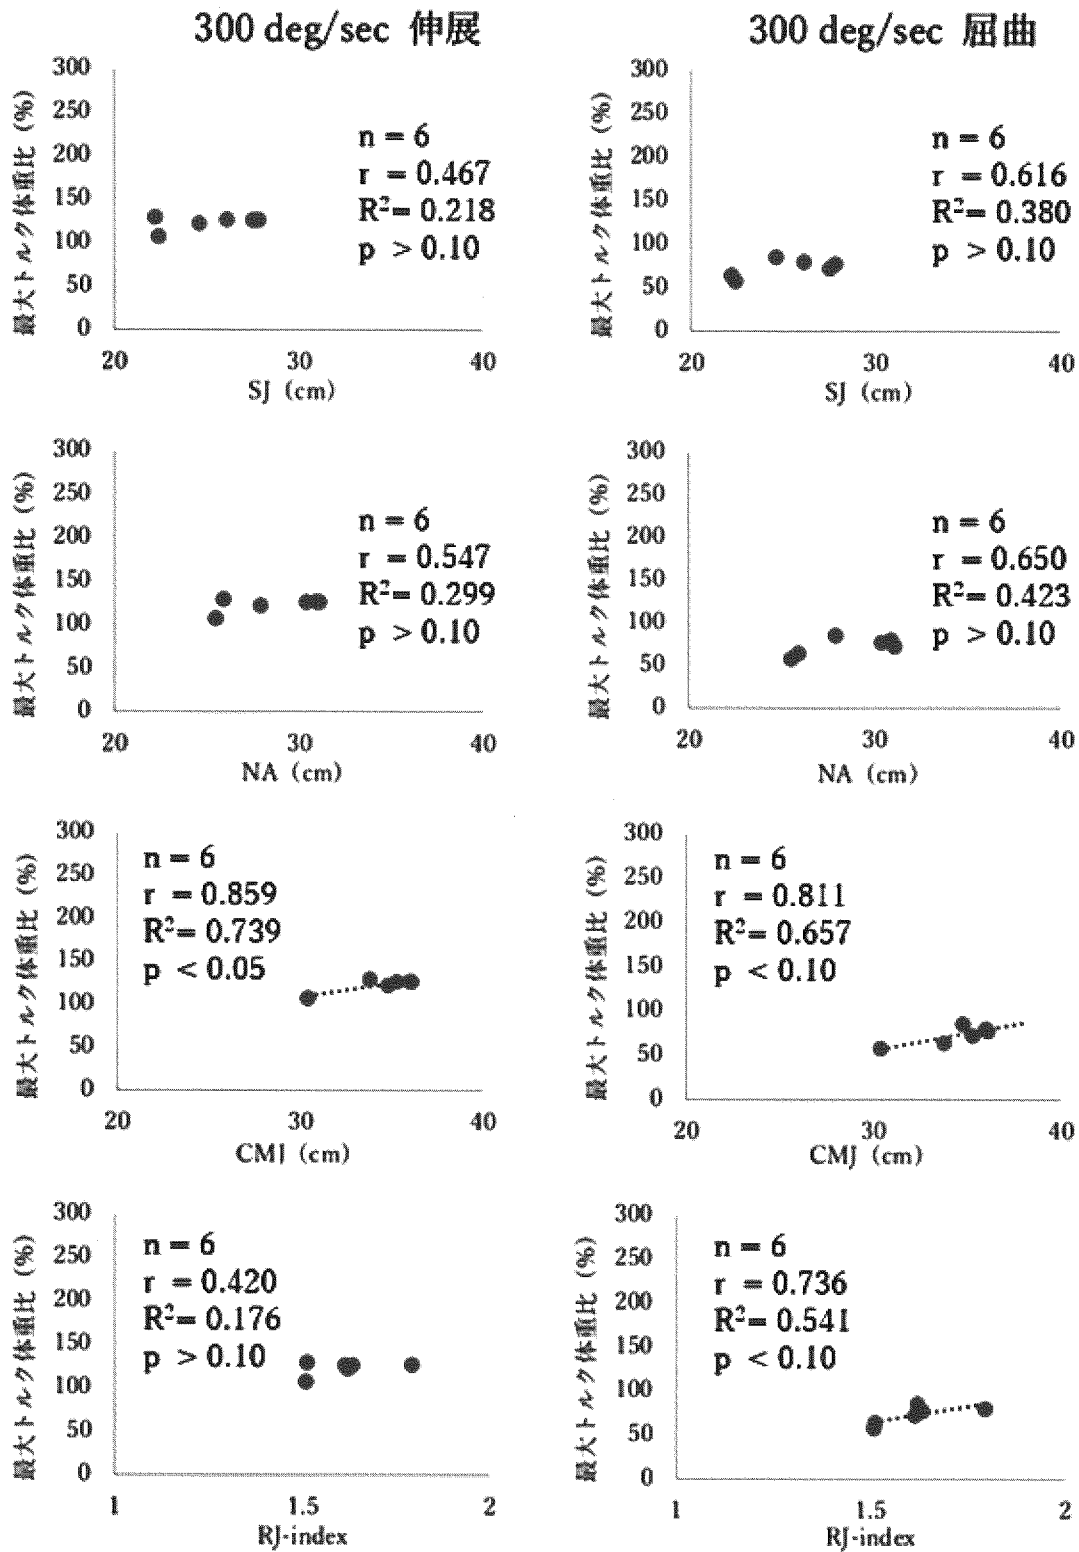 300 deg/sec 伸展
300
250
200
150
100
50
0
最大トルク体重比 (%)
n = 6
r = 0.467
R²= 0.218
p > 0.10
20
30
40
SJ (cm)
300 deg/sec 屈曲
300
250
200
150
100
50
0
最大トルク体重比 (%)
n = 6
r = 0.616
R²= 0.380
p > 0.10
20
30
40
SJ (cm)
300
250
200
150
100
50
0
最大トルク体重比 (%)
n = 6
r = 0.547
R²= 0.299
p > 0.10
20
30
40
NA (cm)
300
250
200
150
100
50
0
最大トルク体重比 (%)
n = 6
r = 0.650
R²= 0.423
p > 0.10
20
30
40
NA (cm)
300
250
200
150
100
50
0
最大トルク体重比 (%)
n = 6
r = 0.859
R²= 0.739
p < 0.05
20
30
40
CMJ (cm)
300
250
200
150
100
50
0
最大トルク体重比 (%)
n = 6
r = 0.811
R²= 0.657
p < 0.10
20
30
40
CMJ (cm)
300
250
200
150
100
50
0
最大トルク体重比 (%)
n = 6
r = 0.420
R²= 0.176
p > 0.10
1
1.5
2
RJ-index
300
250
200
150
100
50
0
最大トルク体重比 (%)
n = 6
r = 0.736
R²= 0.541
p < 0.10
1
1.5
2
RJ-index